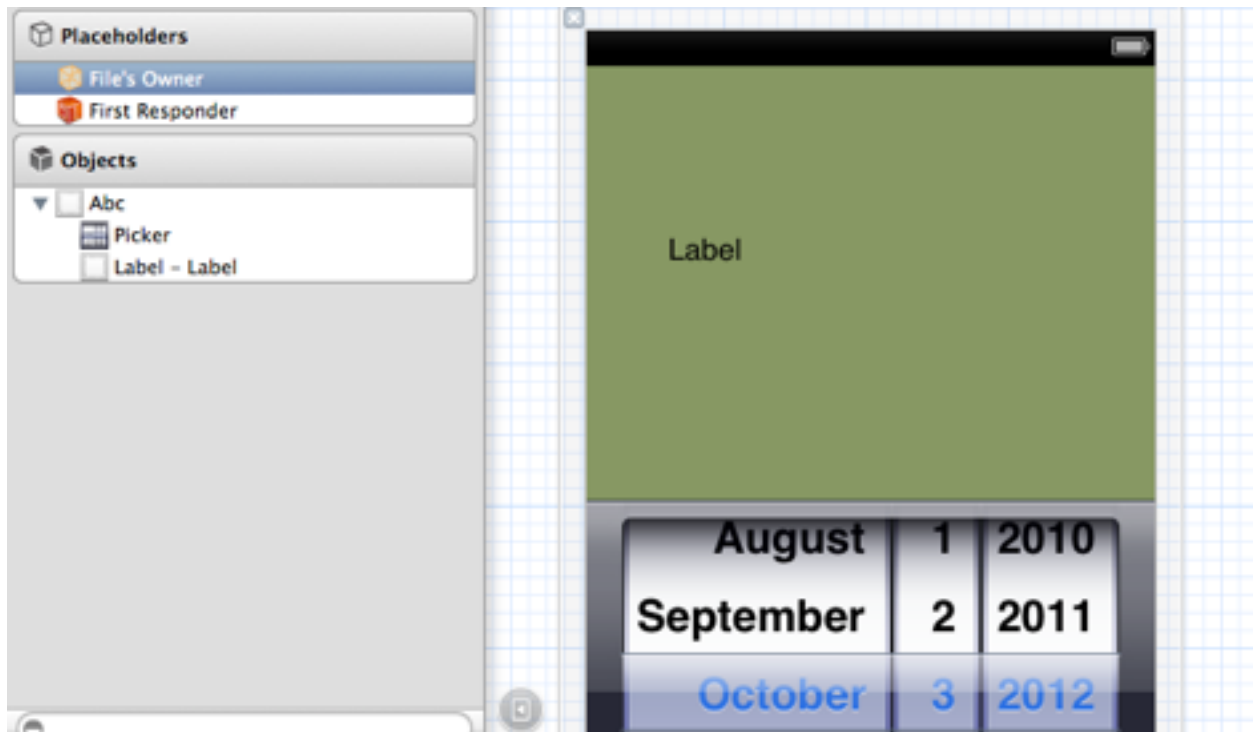 Placeholders
File's Owner
First Responder
Objects
Abc
Picker
Label - Label
Label
August 1 2010
September 2 2011
October 3 2012